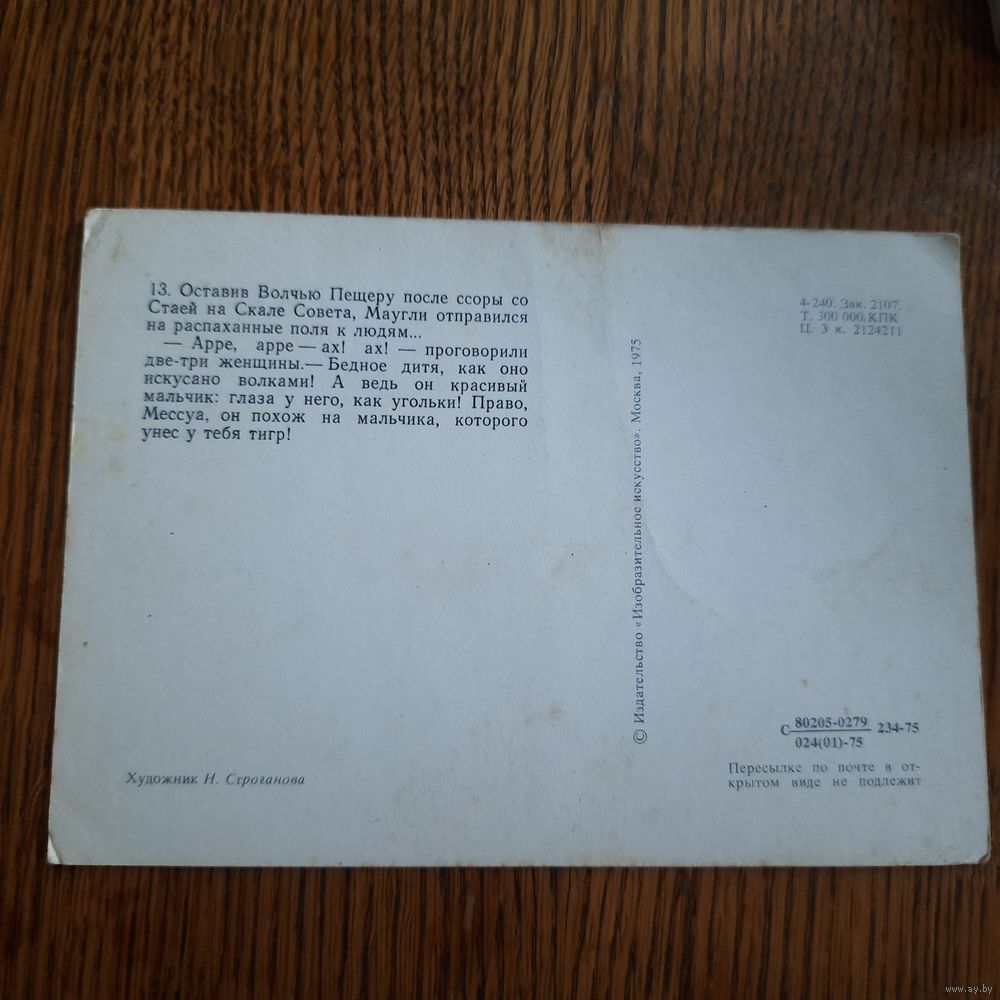 13. Оставив Волчью Пещеру после ссоры со
Стаей на Скале Совета, Маугли отправился
на распаханные поля к людям...
— Арре, арре — ах! ах! — проговорили
две-три женщины.— Бедное дитя, как оно
искусано волками! А ведь он красивый
мальчик: глаза у него, как угольки! Право,
Мессуа, он похож на мальчика, которого
унес у тебя тигр!
Художник Н. Строганова
© Издательство «Изобразительное искусство». Москва, 1975
4-240. Зак. 2107.
Т. 300 000. КПК
Ц. 3 к. 2124211
С 80205-0279 234-75
024(01)-75
Пересылке по почте в от-
крытом виде не подлежит
www.ay.by